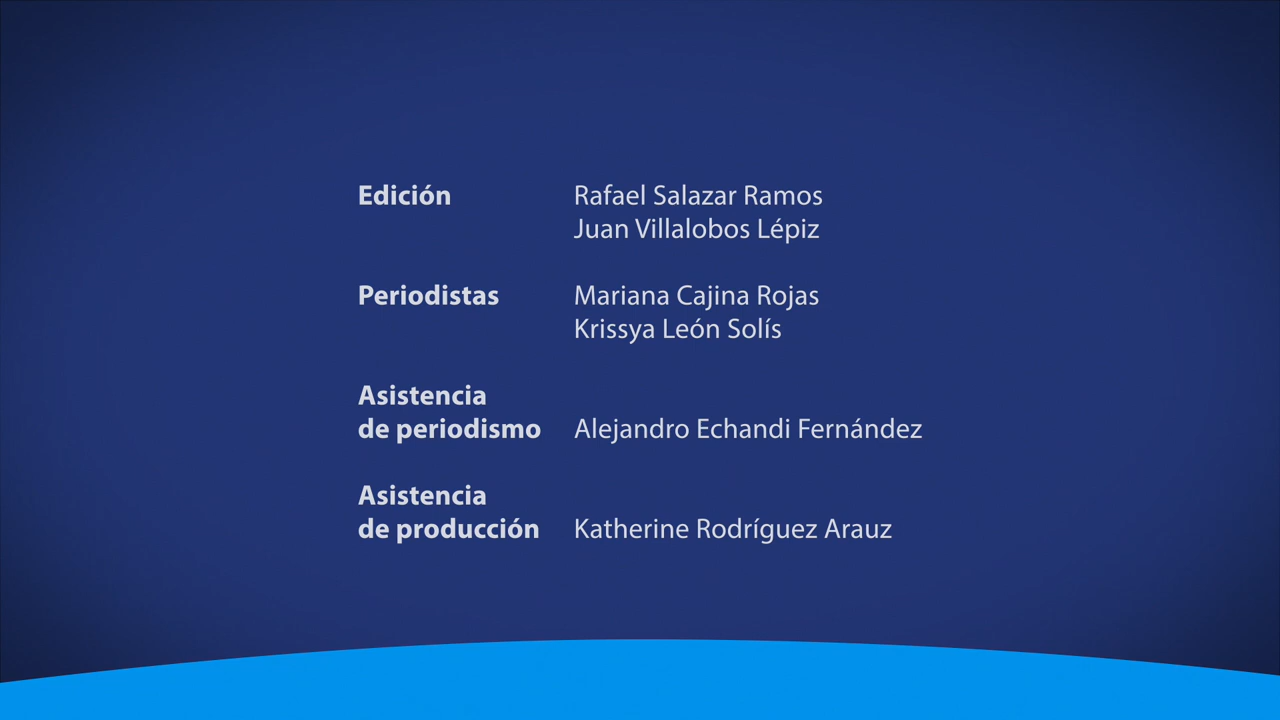 Edición Rafael Salazar Ramos
Juan Villalobos Lépiz
Periodistas Mariana Cajina Rojas
Krissya León Solís
Asistencia
de periodismo Alejandro Echandi Fernández
Asistencia
de producción Katherine Rodríguez Arauz